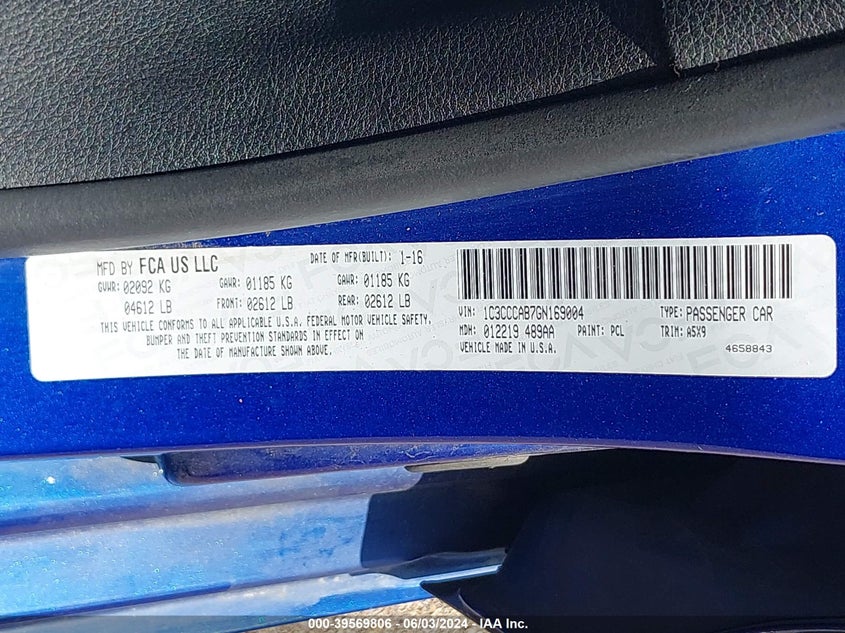 MFD BY FCA US LLC
DATE OF MFR(BUILT): 1-16
GVWR: 02092 KG GAWR: 01185 KG GAWR: 01185 KG
04612 LB FRONT: 02612 LB REAR: 02612 LB
THIS VEHICLE CONFORMS TO ALL APPLICABLE U.S.A. FEDERAL MOTOR VEHICLE SAFETY,
BUMPER AND THEFT PREVENTION STANDARDS IN EFFECT ON
THE DATE OF MANUFACTURE SHOWN ABOVE.
VIN: 1C3CCCAB7GN169004 TYPE: PASSENGER CAR
MDH: 012219 489AA PAINT: PCL TRIM: A5X9
VEHICLE MADE IN U.S.A. 4658843
000-39569806 - 06/03/2024 - © IAA Inc.